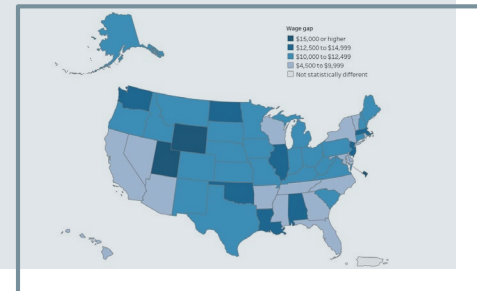 Wage gap
$15,000 or higher
$12,500 to $14,999
$10,000 to $12,499
$4,500 to $9,999
Not statistically different